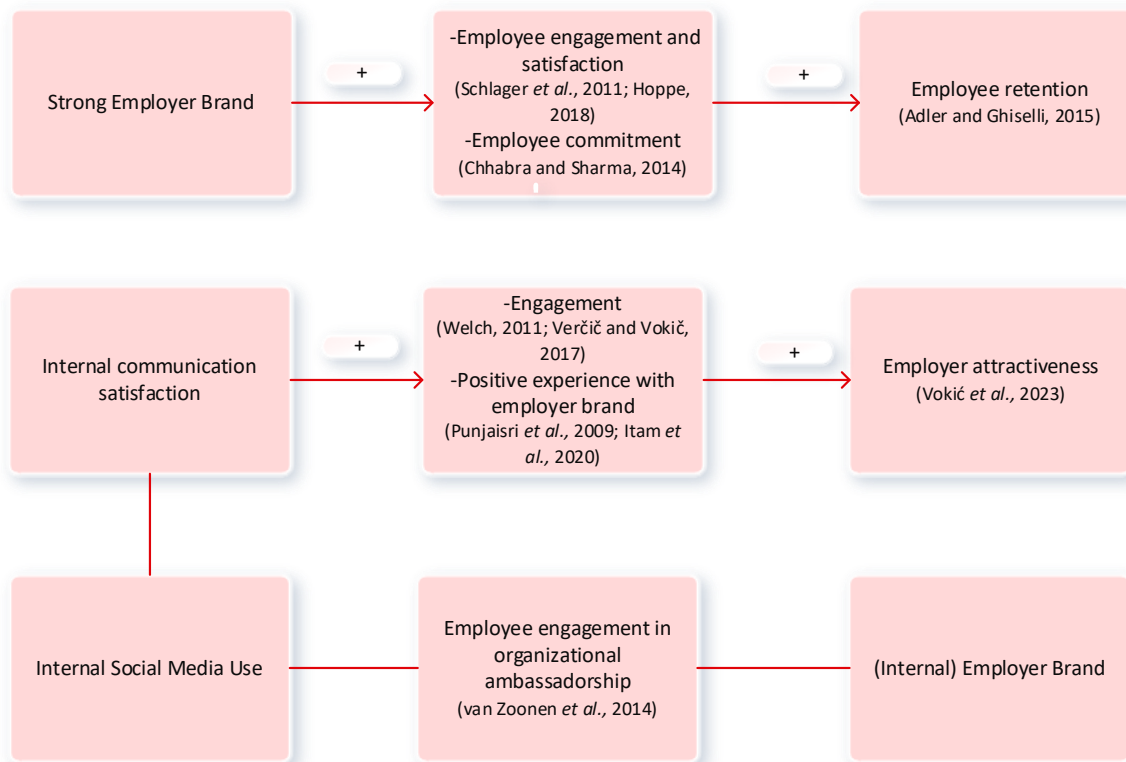 Strong Employer Brand
+
-Employee engagement and
satisfaction
(Schlager et al., 2011; Hoppe,
2018)
-Employee commitment
(Chhabra and Sharma, 2014)
+
Employee retention
(Adler and Ghiselli, 2015)
Internal communication
satisfaction
+
-Engagement
(Welch, 2011; Verčič and Vokič,
2017)
-Positive experience with
employer brand
(Punjaisri et al., 2009; Itam et
al., 2020)
+
Employer attractiveness
(Vokić et al., 2023)
Internal Social Media Use
Employee engagement in
organizational
ambassadorship
(van Zoonen et al., 2014)
(Internal) Employer Brand